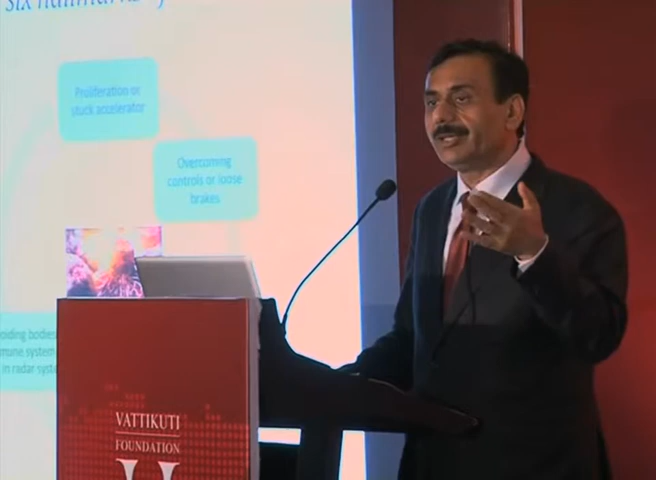 six hallmarks
Proliferation or
stuck accelerator
Overcoming
controls or loose
brakes
oiding bodies
mune system
in radar syst
VATTIKUTI
FOUNDATION